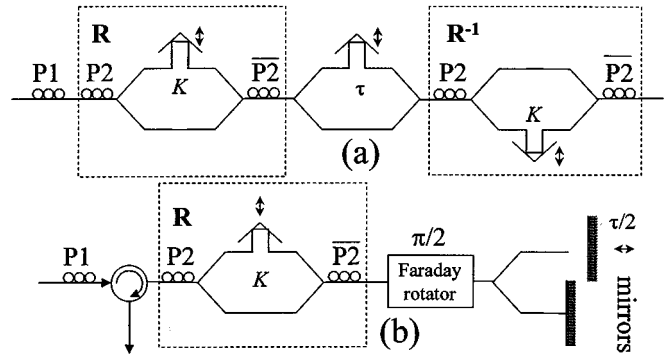 R
R⁻¹
P1 P2 K P̅2̅ τ P2 K P̅2̅
(a)
R
P1 P2 K P̅2̅ π/2
Faraday
rotator
τ/2
mirrors
(b)